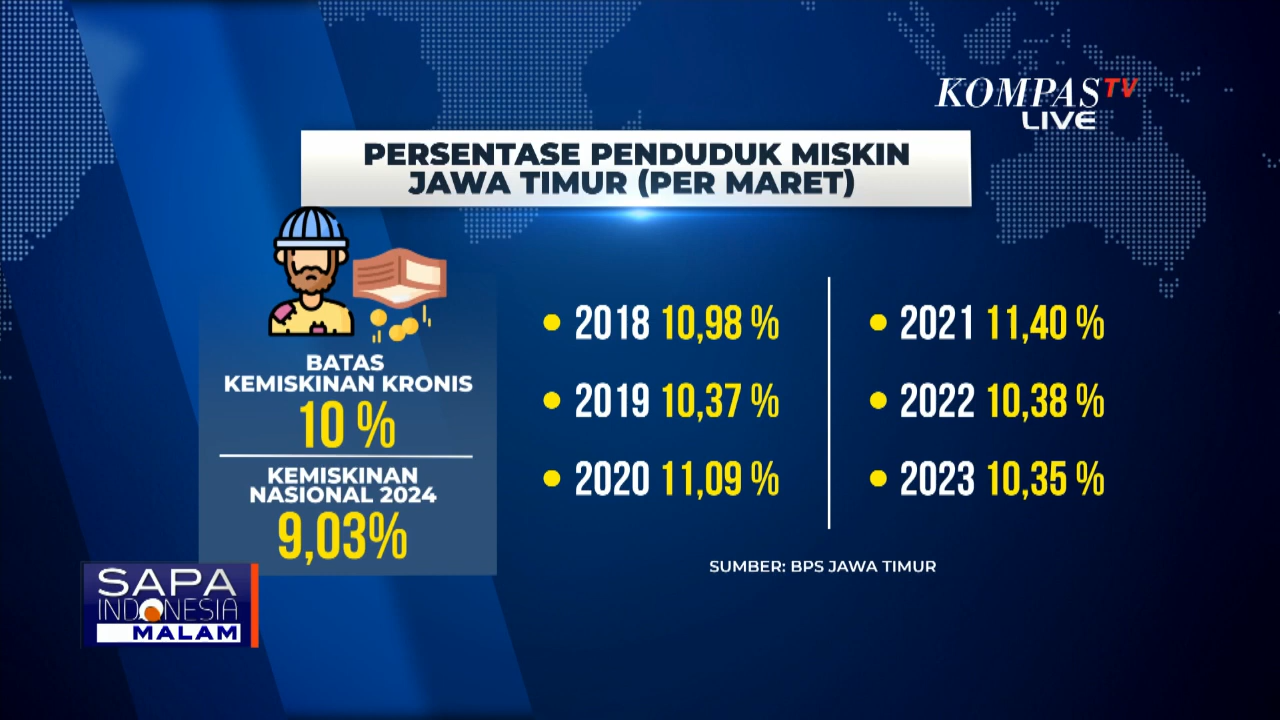 KOMPAS TV
LIVE
PERSENTASE PENDUDUK MISKIN
JAWA TIMUR (PER MARET)
BATAS
KEMISKINAN KRONIS
10 %
KEMISKINAN
NASIONAL 2024
9,03%
2018 10,98 %
2019 10,37 %
2020 11,09 %
2021 11,40 %
2022 10,38 %
2023 10,35 %
SUMBER: BPS JAWA TIMUR
SAPA
INDONESIA
MALAM